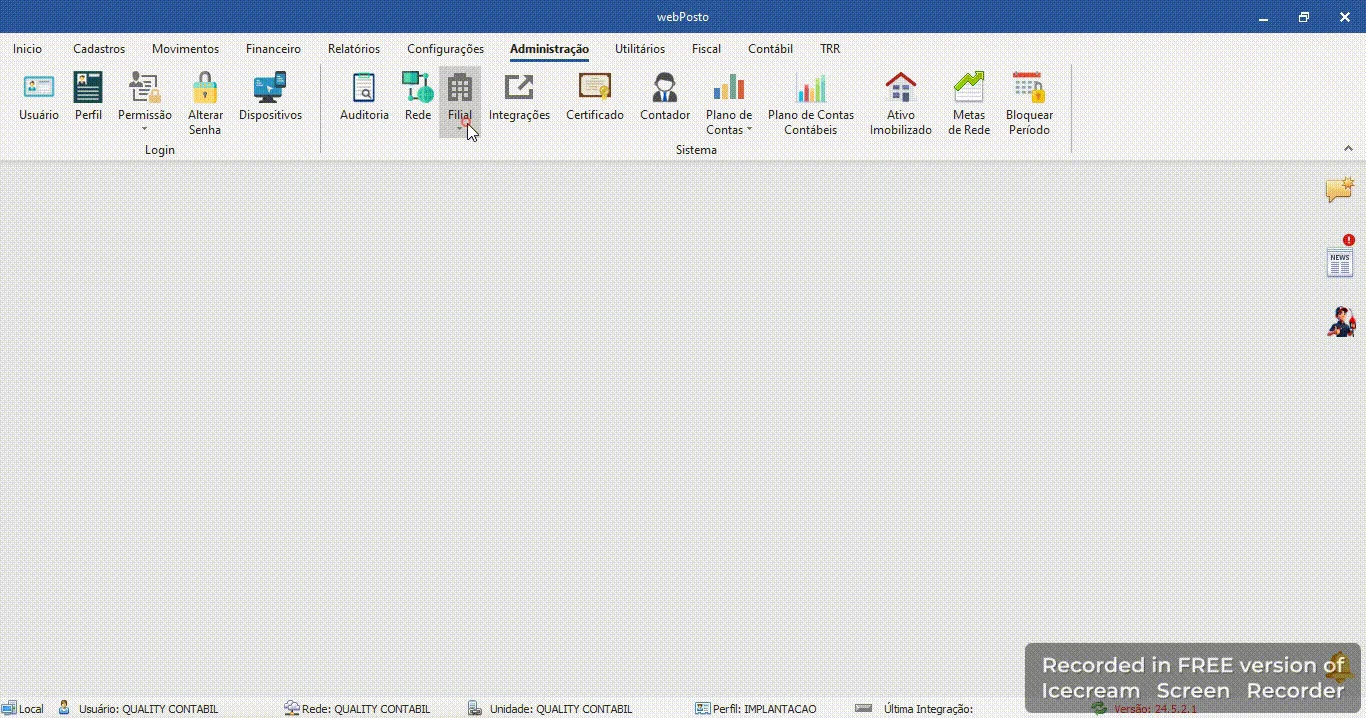 webPosto
Inicio Cadastros Movimentos Financeiro Relatórios Configurações Administração Utilitários Fiscal Contábil TRR
Usuário Perfil Permissão Alterar Senha Dispositivos Auditoria Rede Filial Integrações Certificado Contador Plano de Contas Plano de Contas Contábeis Ativo Imobilizado Metas de Rede Bloquear Período
Login Sistema
NEWS
Recorded in FREE version of
Icecream Screen Recorder
Local Usuário: QUALITY CONTABIL Rede: QUALITY CONTABIL Unidade: QUALITY CONTABIL Perfil: IMPLANTACAO Última Integração: Versão: 24.5.2.1